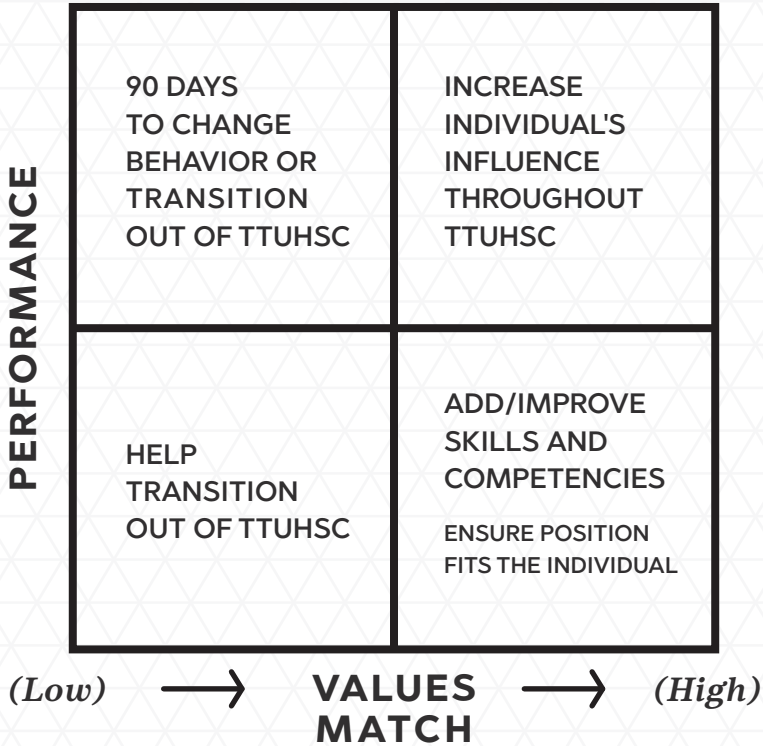 PERFORMANCE
90 DAYS
TO CHANGE
BEHAVIOR OR
TRANSITION
OUT OF TTUHSC
INCREASE
INDIVIDUAL'S
INFLUENCE
THROUGHOUT
TTUHSC
HELP
TRANSITION
OUT OF TTUHSC
ADD/IMPROVE
SKILLS AND
COMPETENCIES
ENSURE POSITION
FITS THE INDIVIDUAL
(Low)
VALUES
MATCH
(High)